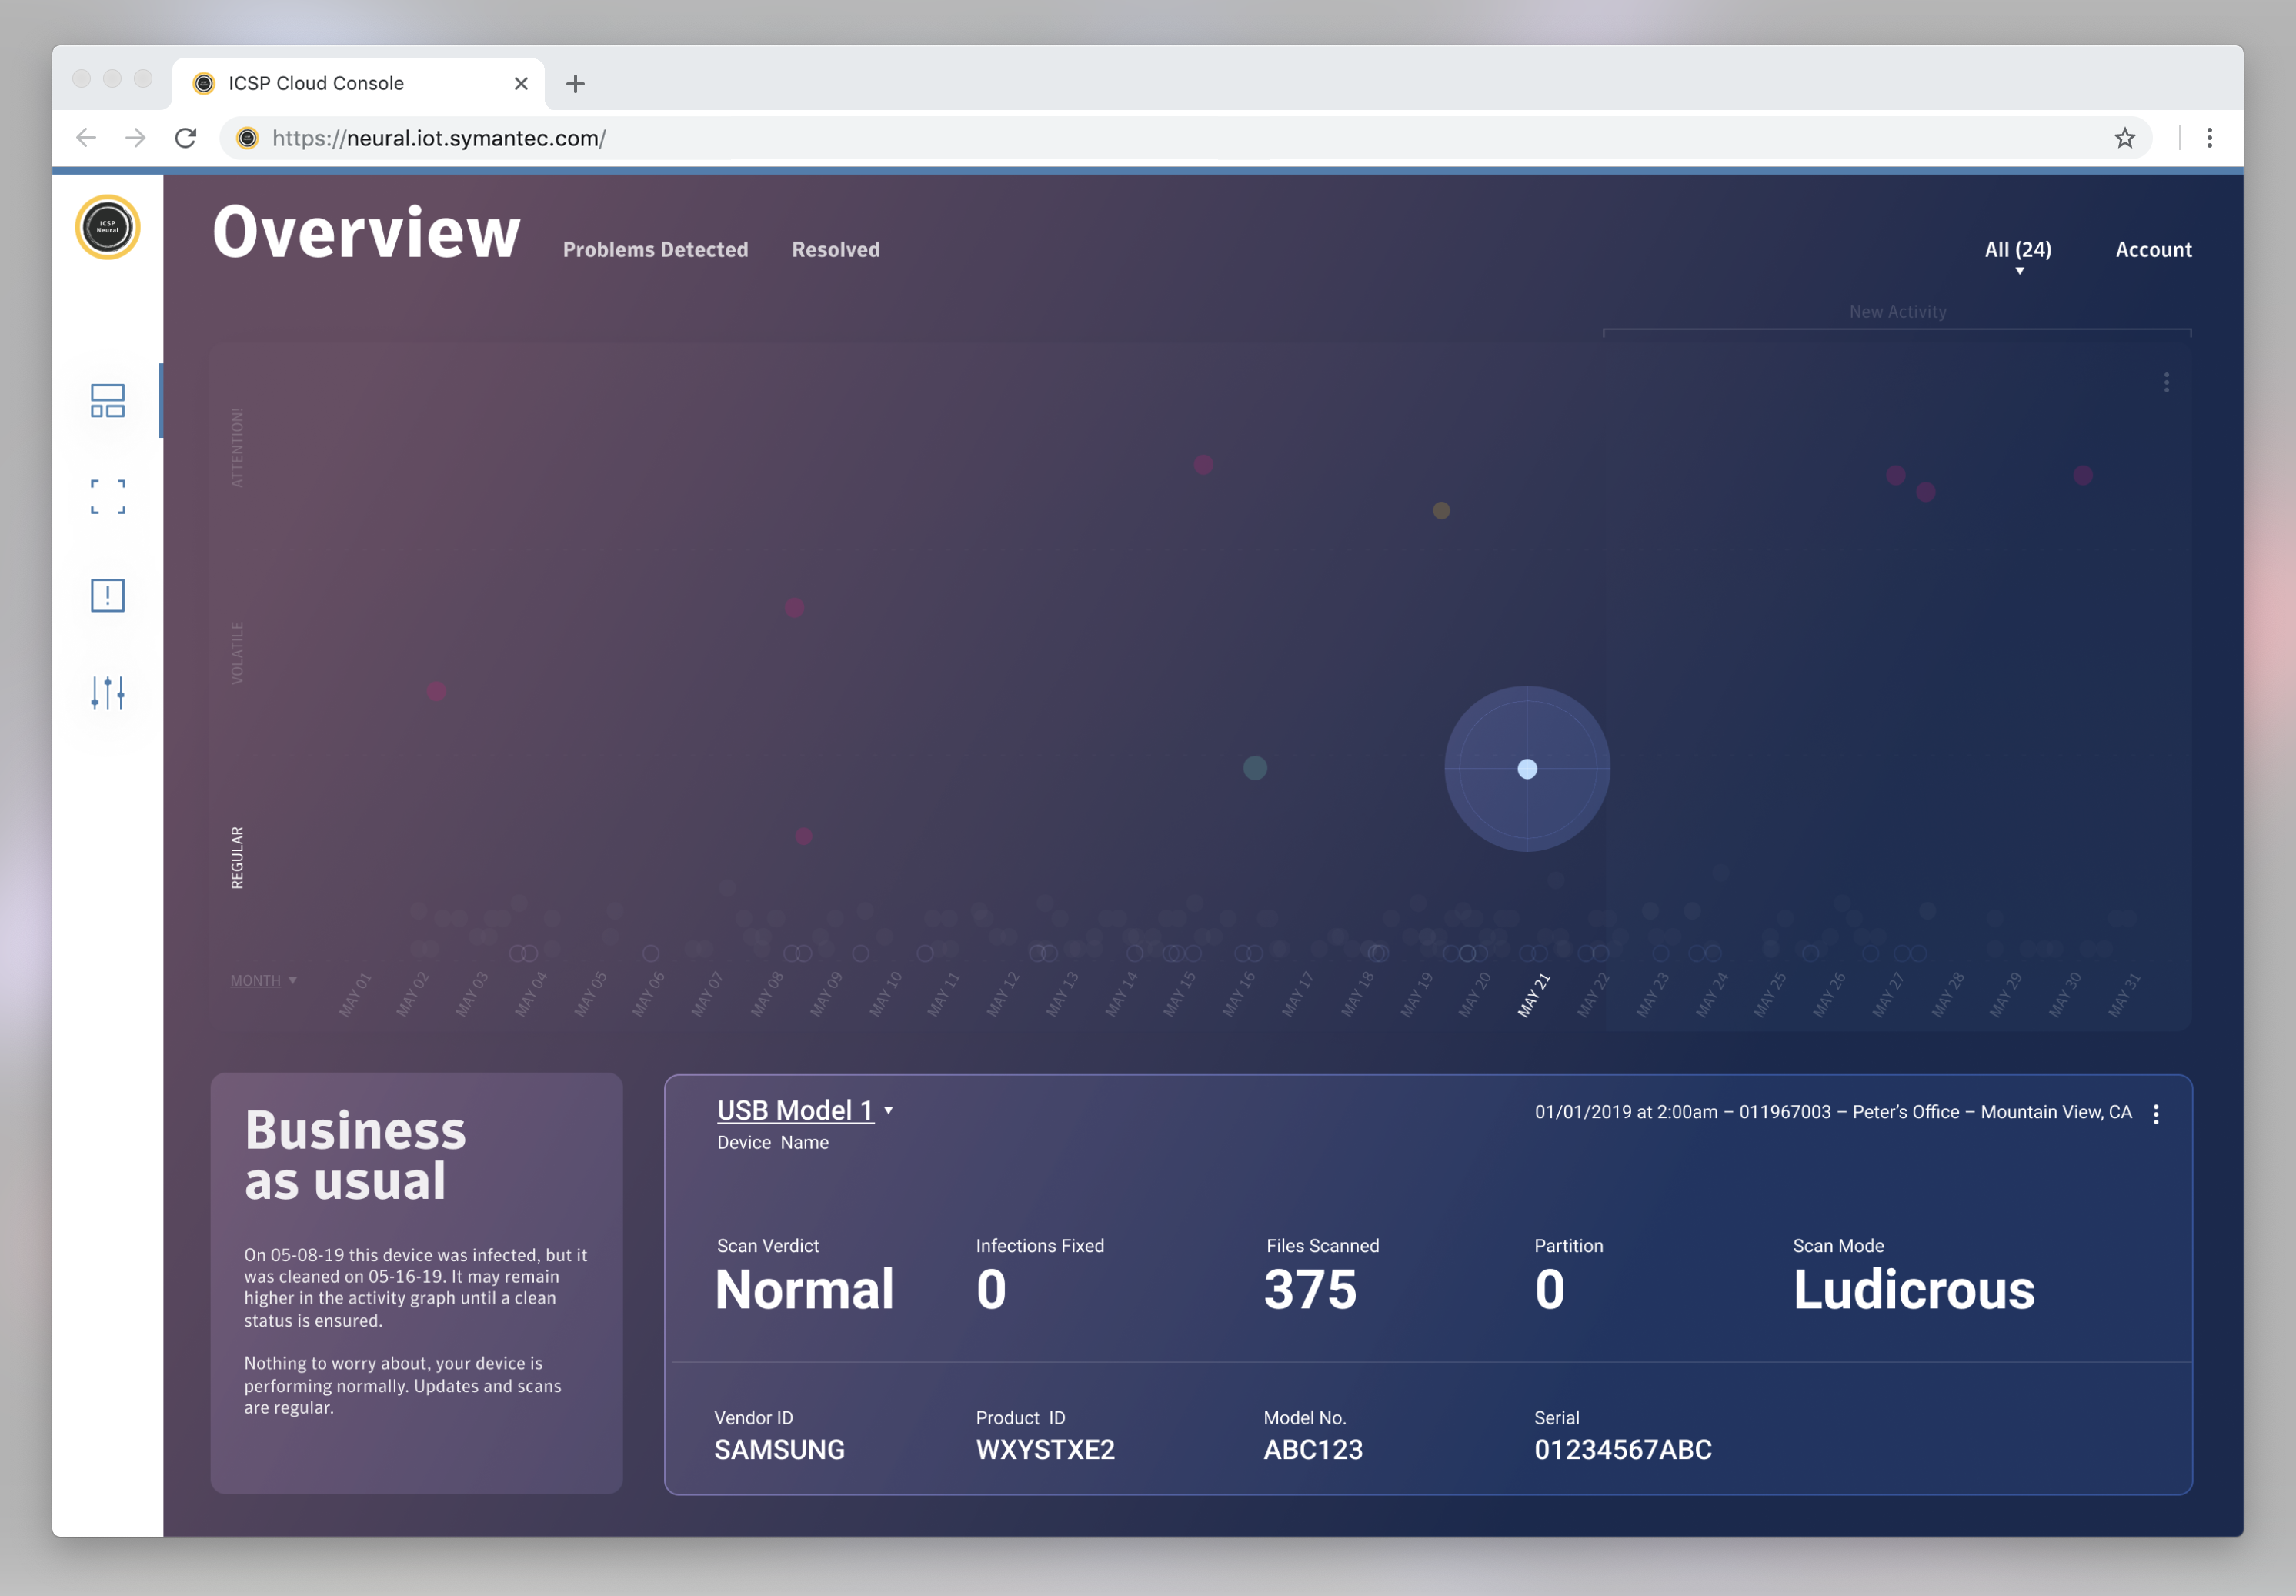 ICSP Cloud Console
https://neural.iot.symantec.com/
ICSP
Neural
Overview
Problems Detected
Resolved
All (24)
Account
New Activity
ATTENTION!
VOLATILE
REGULAR
MONTH
MAY 01
MAY 02
MAY 03
MAY 04
MAY 05
MAY 06
MAY 07
MAY 08
MAY 09
MAY 10
MAY 11
MAY 12
MAY 13
MAY 14
MAY 15
MAY 16
MAY 17
MAY 18
MAY 19
MAY 20
MAY 21
MAY 22
MAY 23
MAY 24
MAY 25
MAY 26
MAY 27
MAY 28
MAY 29
MAY 30
MAY 31
Business
as usual
On 05-08-19 this device was infected, but it
was cleaned on 05-16-19. It may remain
higher in the activity graph until a clean
status is ensured.
Nothing to worry about, your device is
performing normally. Updates and scans
are regular.
USB Model 1
Device Name
01/01/2019 at 2:00am – 011967003 – Peter’s Office – Mountain View, CA
Scan Verdict
Normal
Infections Fixed
0
Files Scanned
375
Partition
0
Scan Mode
Ludicrous
Vendor ID
SAMSUNG
Product ID
WXYSTXE2
Model No.
ABC123
Serial
01234567ABC